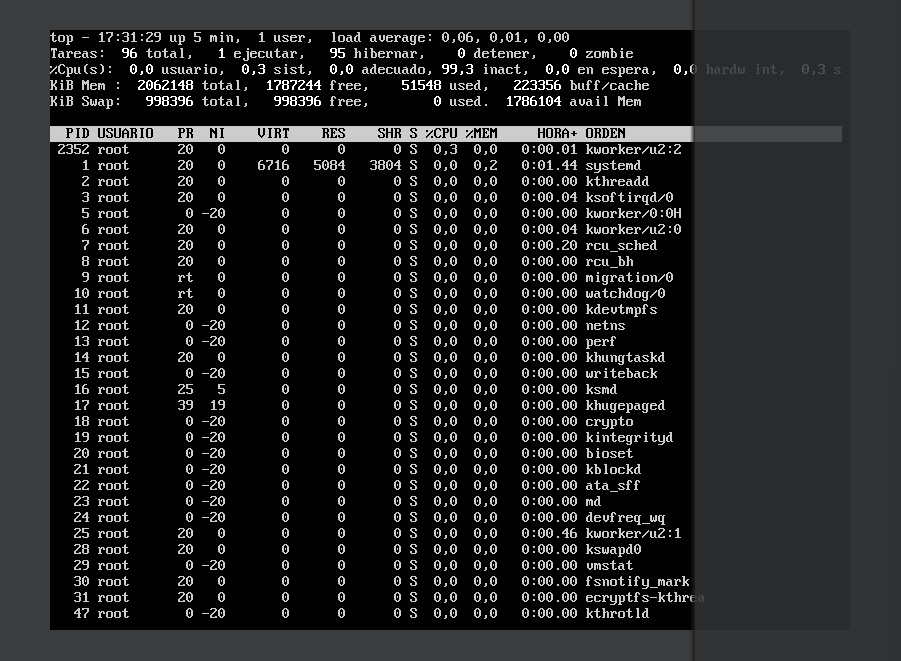 top - 17:31:29 up 5 min,  1 user,  load average: 0,06, 0,01, 0,00
Tareas:  96 total,   1 ejecutar,   95 hibernar,    0 detener,    0 zombie
%Cpu(s):  0,0 usuario,  0,3 sist,  0,0 adecuado, 99,3 inact,  0,0 en espera,  0,0 hardw int,  0,3 s
KiB Mem :  2062148 total,  1787244 free,    51548 used,   223356 buff/cache
KiB Swap:   998396 total,   998396 free,        0 used.  1786104 avail Mem
PID USUARIO PR NI VIRT RES SHR S %CPU %MEM HORA+ ORDEN
2352 root 20 0 0 0 0 S 0,3 0,0 0:00.01 kworker/u2:2
1 root 20 0 6716 5084 3804 S 0,0 0,2 0:01.44 systemd
2 root 20 0 0 0 0 S 0,0 0,0 0:00.00 kthreadd
3 root 20 0 0 0 0 S 0,0 0,0 0:00.04 ksoftirqd/0
5 root 0 -20 0 0 0 S 0,0 0,0 0:00.00 kworker/0:0H
6 root 20 0 0 0 0 S 0,0 0,0 0:00.04 kworker/u2:0
7 root 20 0 0 0 0 S 0,0 0,0 0:00.20 rcu_sched
8 root 20 0 0 0 0 S 0,0 0,0 0:00.00 rcu_bh
9 root rt 0 0 0 0 S 0,0 0,0 0:00.00 migration/0
10 root rt 0 0 0 0 S 0,0 0,0 0:00.00 watchdog/0
11 root 20 0 0 0 0 S 0,0 0,0 0:00.00 kdevtmpfs
12 root 0 -20 0 0 0 S 0,0 0,0 0:00.00 netns
13 root 0 -20 0 0 0 S 0,0 0,0 0:00.00 perf
14 root 20 0 0 0 0 S 0,0 0,0 0:00.00 khungtaskd
15 root 0 -20 0 0 0 S 0,0 0,0 0:00.00 writeback
16 root 25 5 0 0 0 S 0,0 0,0 0:00.00 ksmd
17 root 39 19 0 0 0 S 0,0 0,0 0:00.00 khugepaged
18 root 0 -20 0 0 0 S 0,0 0,0 0:00.00 crypto
19 root 0 -20 0 0 0 S 0,0 0,0 0:00.00 kintegrityd
20 root 0 -20 0 0 0 S 0,0 0,0 0:00.00 bioset
21 root 0 -20 0 0 0 S 0,0 0,0 0:00.00 kblockd
22 root 0 -20 0 0 0 S 0,0 0,0 0:00.00 ata_sff
23 root 0 -20 0 0 0 S 0,0 0,0 0:00.00 md
24 root 0 -20 0 0 0 S 0,0 0,0 0:00.00 devfreq_wq
25 root 20 0 0 0 0 S 0,0 0,0 0:00.46 kworker/u2:1
28 root 20 0 0 0 0 S 0,0 0,0 0:00.00 kswapd0
29 root 0 -20 0 0 0 S 0,0 0,0 0:00.00 vmstat
30 root 20 0 0 0 0 S 0,0 0,0 0:00.00 fsnotify_mark
31 root 20 0 0 0 0 S 0,0 0,0 0:00.00 ecryptfs-kthrea
47 root 0 -20 0 0 0 S 0,0 0,0 0:00.00 kthrotld